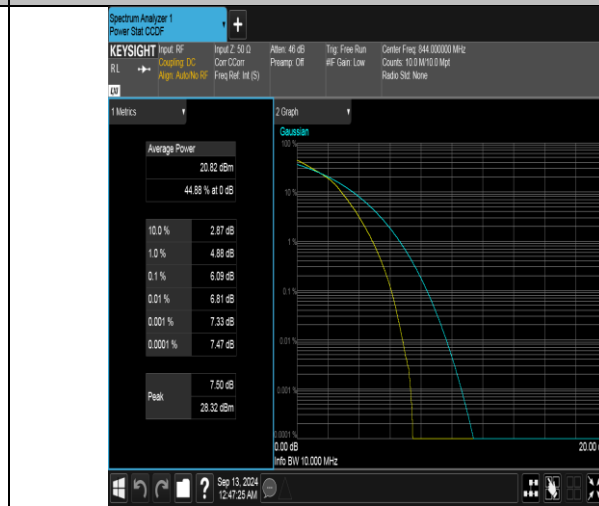 Spectrum Analyzer 1
Power Stat CCDF
+
KEYSIGHT
R L
Input: RF
Coupling: DC
Align: Auto/No RF
Input Z: 50 Ω
Corr CCorr
Freq Ref: Int (S)
Atten: 46 dB
Preamp: Off
Trig: Free Run
#IF Gain: Low
Center Freq: 844.000000 MHz
Counts: 10.0 M/10.0 Mpt
Radio Std: None
1 Metrics
Average Power
20.82 dBm
44.88 % at 0 dB
10.0 % 2.87 dB
1.0 % 4.88 dB
0.1 % 6.09 dB
0.01 % 6.81 dB
0.001 % 7.33 dB
0.0001 % 7.47 dB
Peak
7.50 dB
28.32 dBm
2 Graph
Gaussian
100 %
10 %
1 %
0.1 %
0.01 %
0.001 %
0.0001 %
0.00 dB
20.00
Info BW 10.000 MHz
?
Sep 13, 2024
12:47:25 AM